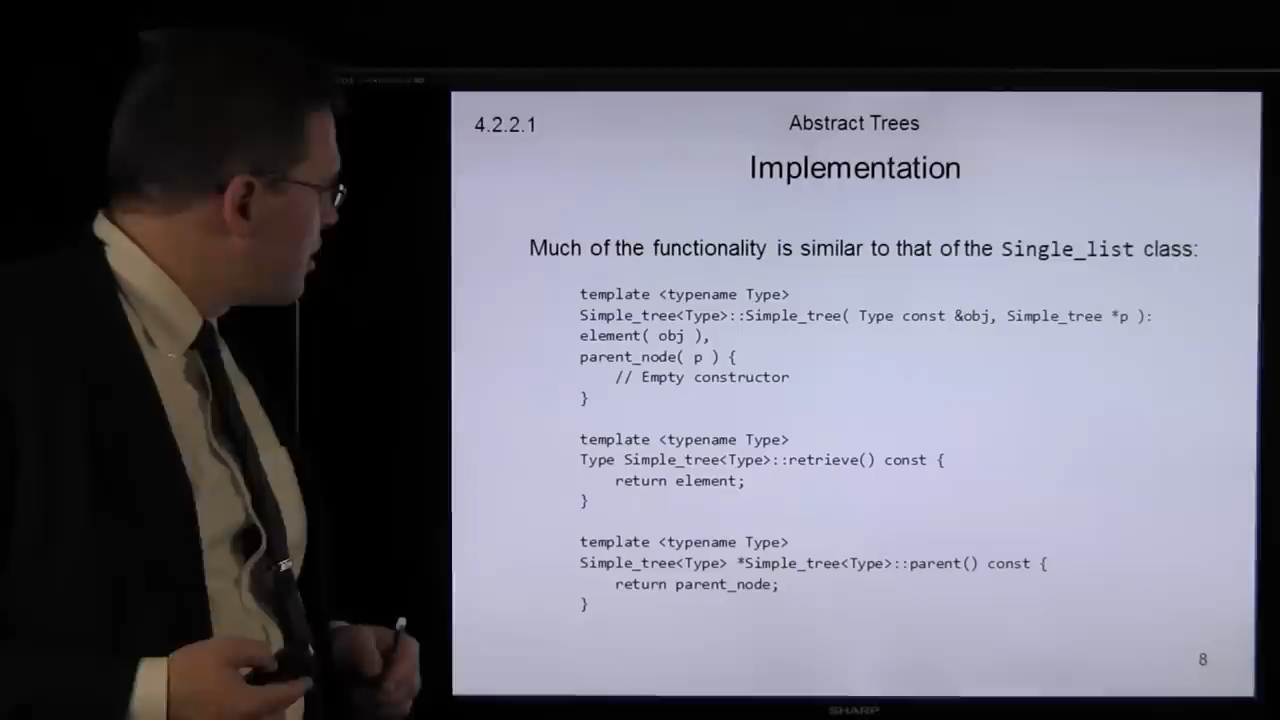 4.2.2.1
Abstract Trees
Implementation
Much of the functionality is similar to that of the Single_list class:
template <typename Type>
Simple_tree<Type>::Simple_tree( Type const &obj, Simple_tree *p ):
element( obj ),
parent_node( p ) {
    // Empty constructor
}
template <typename Type>
Type Simple_tree<Type>::retrieve() const {
    return element;
}
template <typename Type>
Simple_tree<Type> *Simple_tree<Type>::parent() const {
    return parent_node;
}
8
SHARP